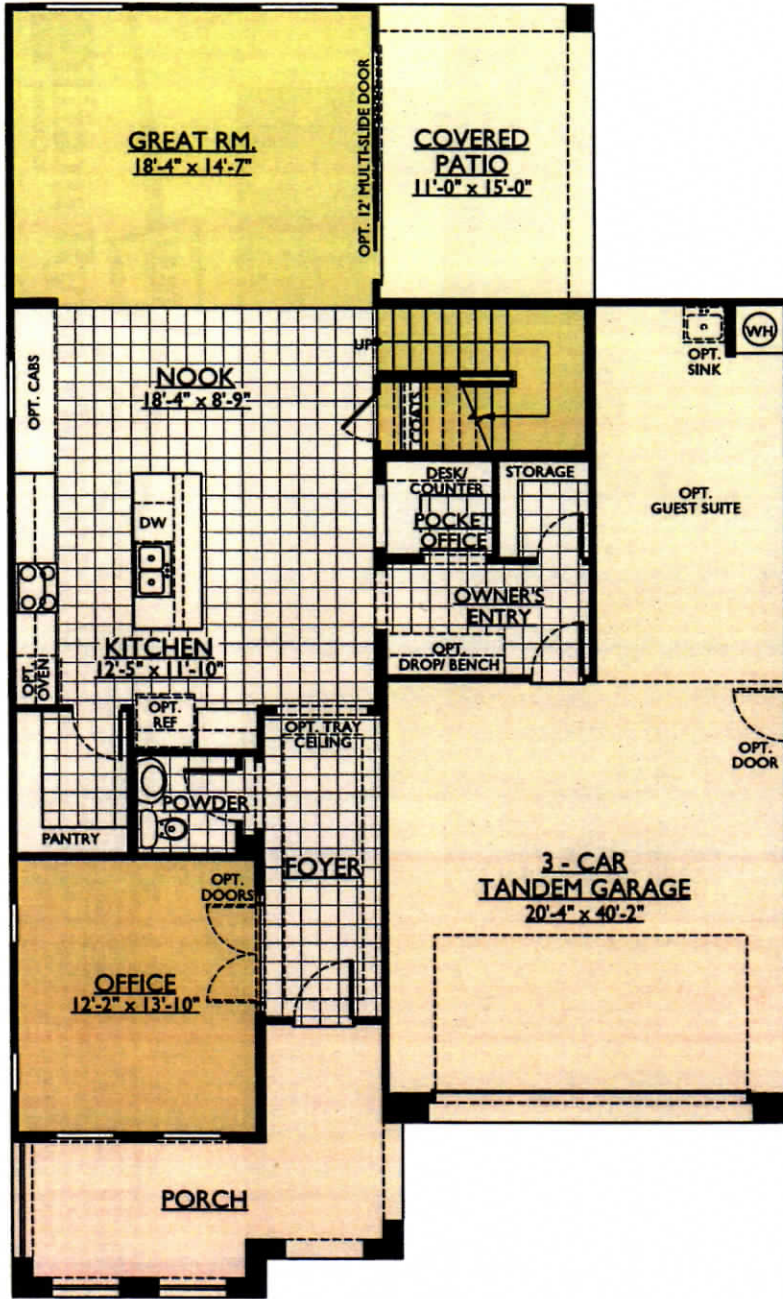 GREAT RM.
18'-4" x 14'-7"
OPT. 12' MULTI-SLIDE DOOR
COVERED
PATIO
11'-0" x 15'-0"
OPT. CABS
NOOK
18'-4" x 8'-9"
UP
COATS
OPT.
SINK
WH
DESK/
COUNTER
POCKET
OFFICE
STORAGE
OPT.
GUEST SUITE
DW
OWNER'S
ENTRY
KITCHEN
12'-5" x 11'-10"
OPT.
DROP/ BENCH
OPT.
OVEN
OPT.
REF
OPT. TRAY
CEILING
OPT.
DOOR
POWDER
PANTRY
FOYER
3 - CAR
TANDEM GARAGE
20'-4" x 40'-2"
OPT.
DOORS
OFFICE
12'-2" x 13'-10"
PORCH